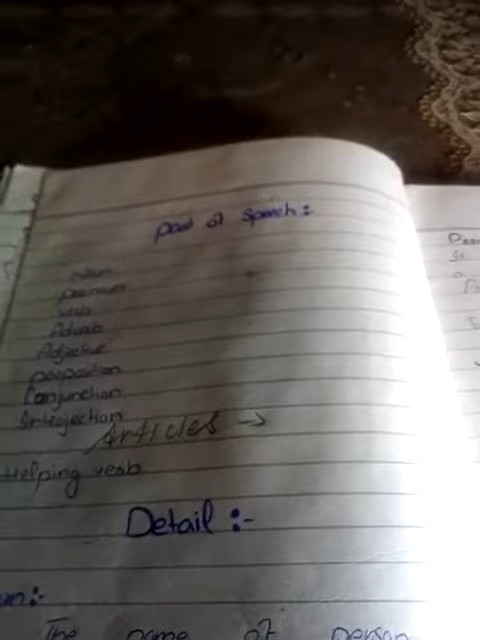 Part of Speech :
Noun
pronoun
verb
Adverb
Adjective
preposition
Conjunction
Interjection
Articles →
Helping verb
Detail :-
un:-
The name of person